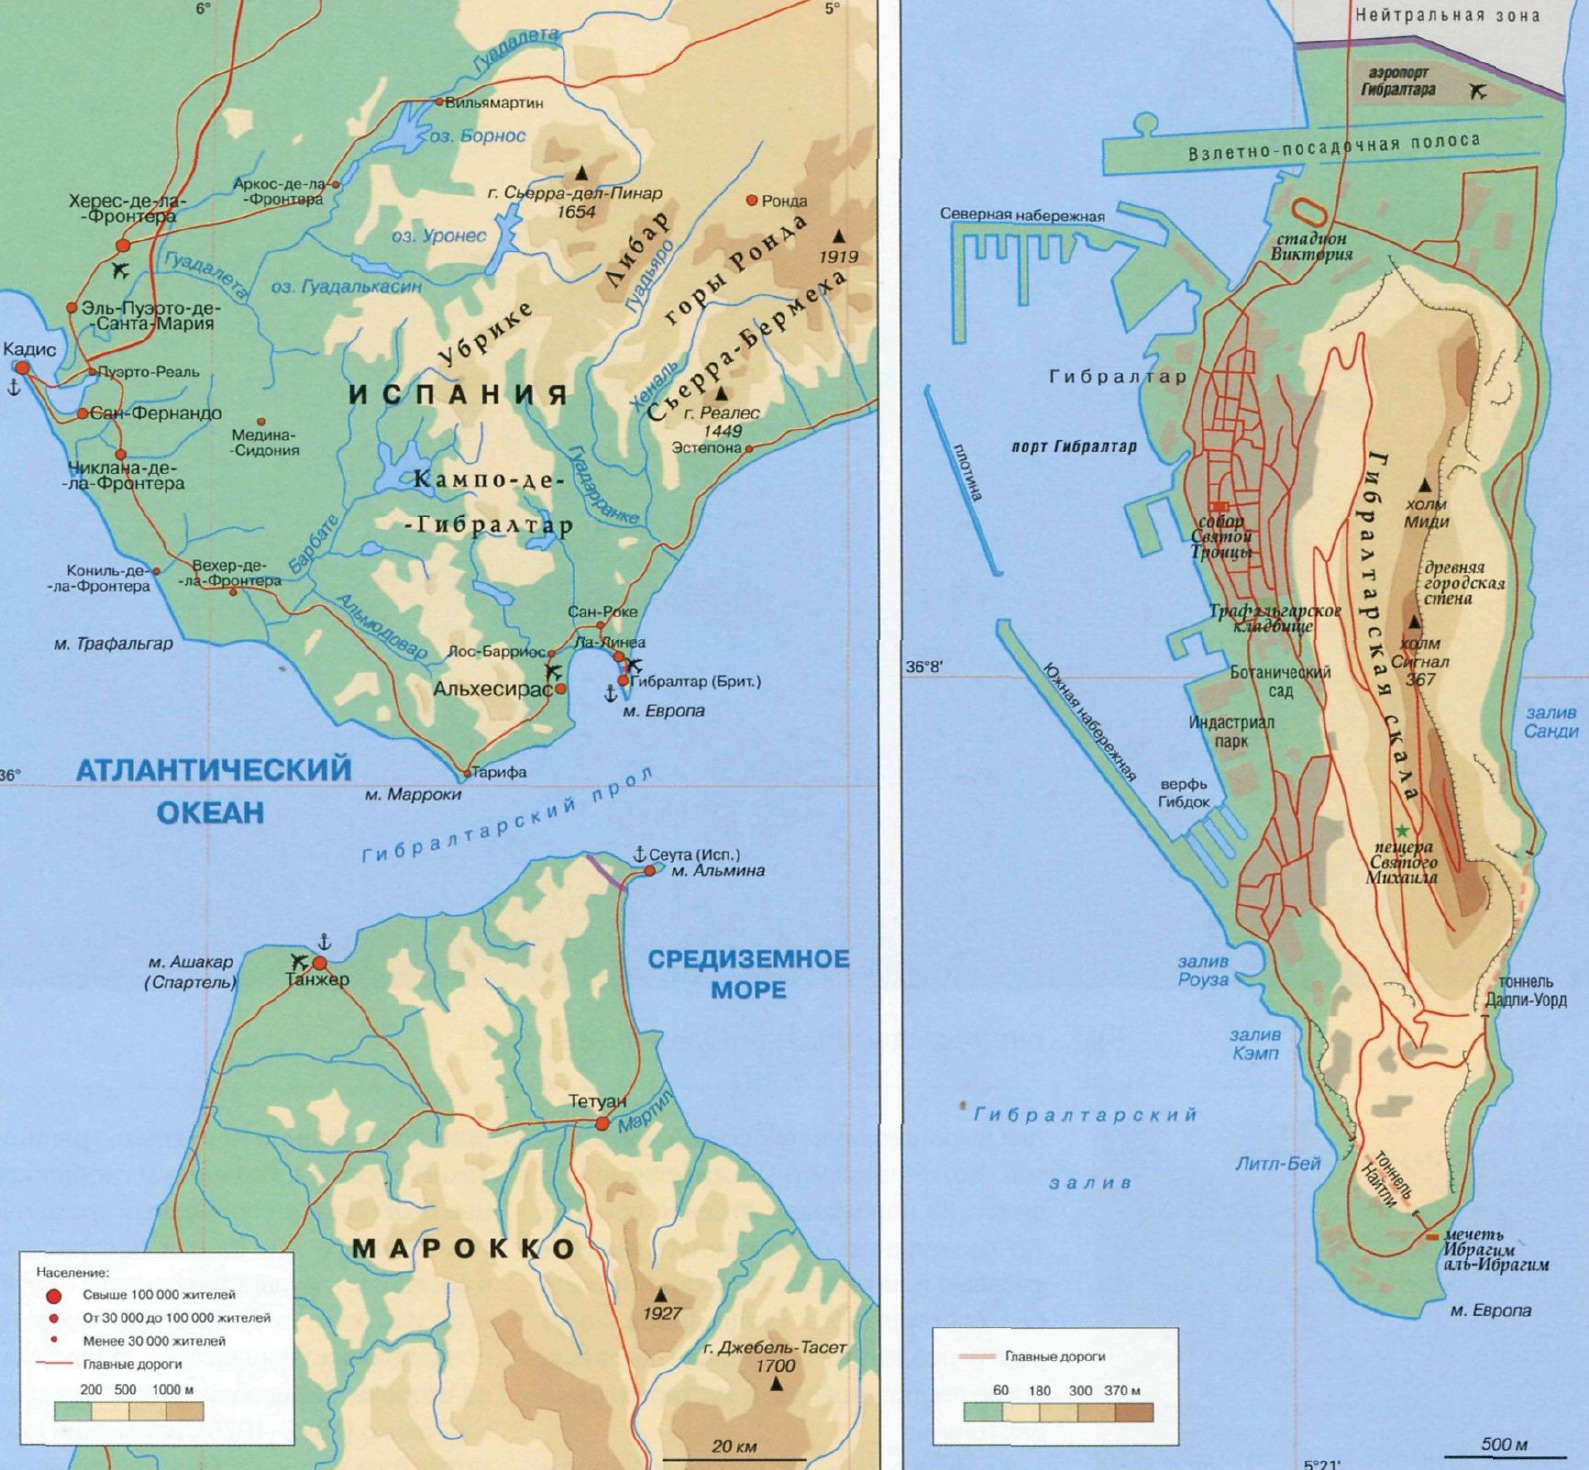 6°
5°
Гуадалета
Вильямартин
оз. Борнос
Аркос-де-ла-
-Фронтера
г. Сьерра-дел-Пинар
1654
Херес-де-ла-
-Фронтера
Ронда
оз. Уронес
Либар
Гуадьяро
горы Ронда
1919
Гуадалета
оз. Гуадалькасин
Эль-Пуэрто-де-
-Санта-Мария
Убрике
Сьерра-Бермеха
Кадис
Пуэрто-Реаль
ИСПАНИЯ
Хеналь
г. Реалес
1449
Сан-Фернандо
Медина-
-Сидония
Эстепона
Чиклана-де-
-ла-Фронтера
Кампо-де-
-Гибралтар
Гуадарранке
Барбате
Кониль-де-
-ла-Фронтера
Вехер-де-
-ла-Фронтера
Альмодовар
Сан-Роке
м. Трафальгар
Лос-Барриос
Ла-Линеа
Альхесирас
Гибралтар (Брит.)
м. Европа
36°
АТЛАНТИЧЕСКИЙ
ОКЕАН
Тарифа
м. Марроки
Гибралтарский прол
Сеута (Исп.)
м. Альмина
м. Ашакар
(Спартель)
Танжер
СРЕДИЗЕМНОЕ
МОРЕ
Тетуан
Мартил
МАРОККО
1927
г. Джебель-Тасет
1700
Население:
Свыше 100 000 жителей
От 30 000 до 100 000 жителей
Менее 30 000 жителей
Главные дороги
200 500 1000 м
20 км
Нейтральная зона
аэропорт
Гибралтара
Взлетно-посадочная полоса
Северная набережная
стадион
Виктория
Гибралтар
порт Гибралтар
плотина
Гибралтарская скала
холм
Миди
собор
Святой
Троицы
древняя
городская
стена
Трафальгарское
кладбище
холм
Сигнал
367
36°8'
Южная набережная
Ботанический
сад
Индастриал
парк
залив
Санди
верфь
Гибдок
пещера
Святого
Михаила
залив
Роуза
тоннель
Дадли-Уорд
залив
Кэмп
Гибралтарский
залив
Литл-Бей
тоннель
Найтли
мечеть
Ибрагим
аль-Ибрагим
м. Европа
Главные дороги
60 180 300 370 м
500 м
5°21'